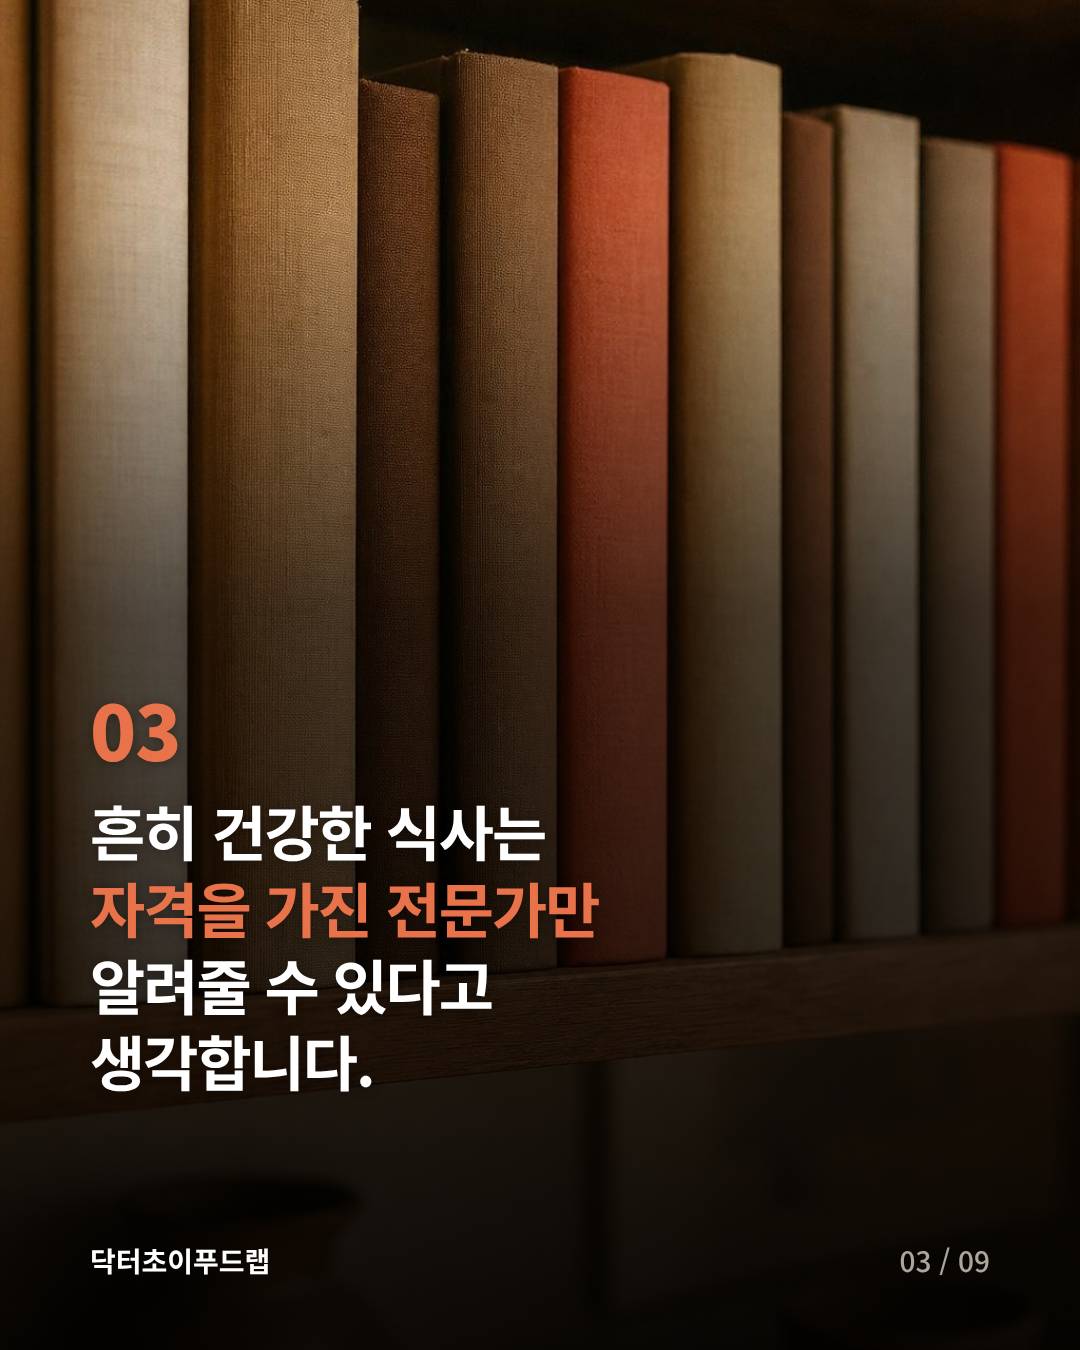 03
흔히 건강한 식사는
자격을 가진 전문가만
알려줄 수 있다고
생각합니다.
닥터초이푸드랩
03 / 09